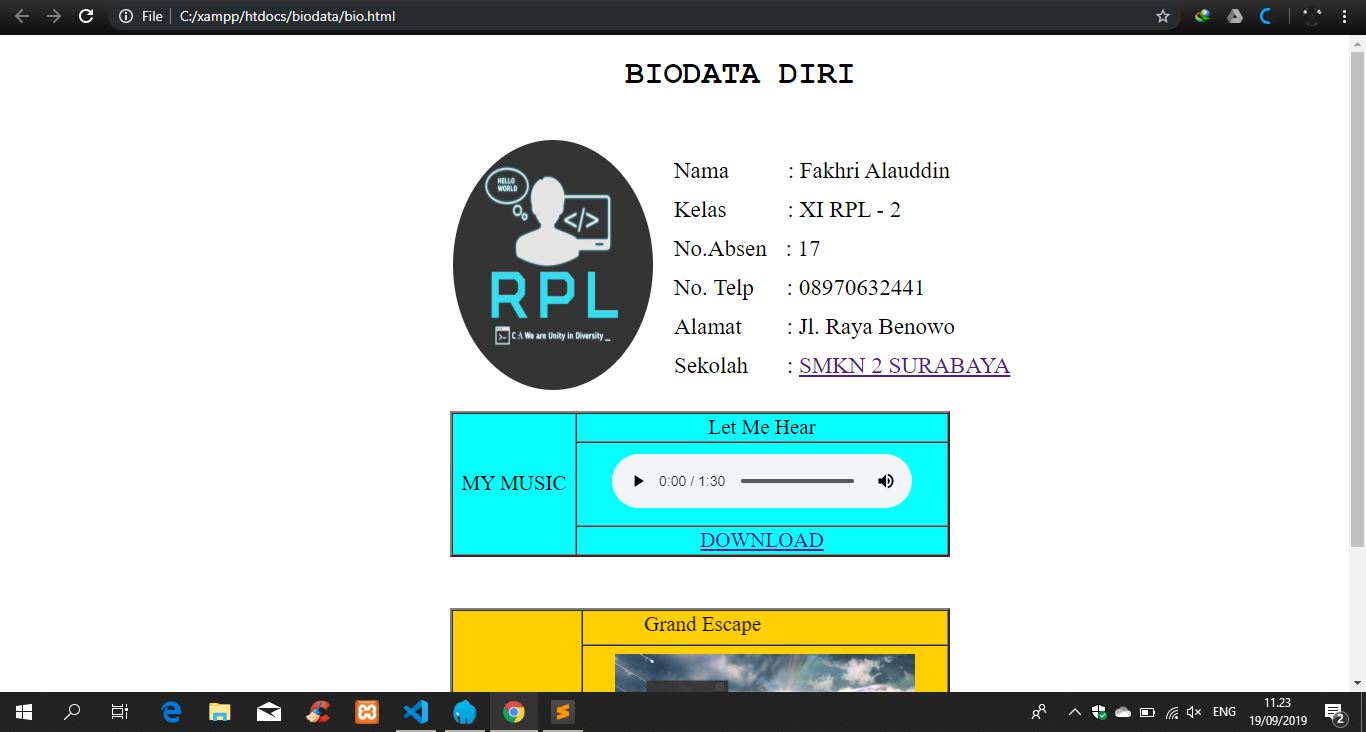 File C:/xampp/htdocs/biodata/bio.html
BIODATA DIRI
HELLO
WORLD
</>
RPL
C:\ We are Unity in Diversity _
Nama : Fakhri Alauddin
Kelas : XI RPL - 2
No.Absen : 17
No. Telp : 08970632441
Alamat : Jl. Raya Benowo
Sekolah : SMKN 2 SURABAYA
MY MUSIC
Let Me Hear
0:00 / 1:30
DOWNLOAD
Grand Escape
ENG
11.23
19/09/2019
2